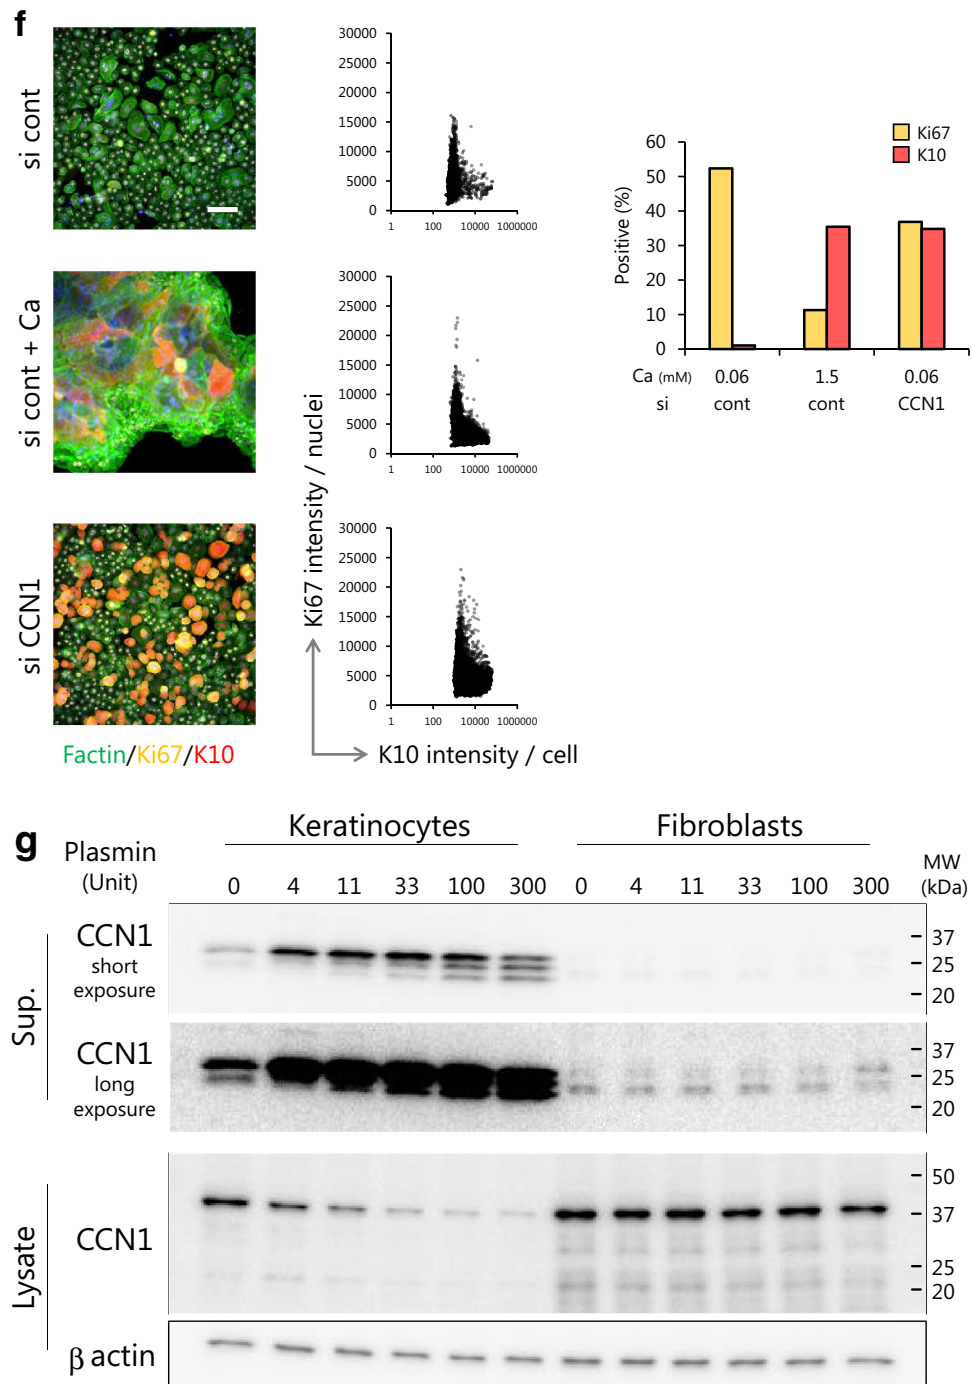 f
si cont
30000
25000
20000
15000
10000
5000
0
1 100 10000 1000000
Ki67
K10
Positive (%)
60
50
40
30
20
10
0
Ca (mM) 0.06 1.5 0.06
si cont cont CCN1
si cont + Ca
30000
25000
20000
15000
10000
5000
0
1 100 10000 1000000
si CCN1
30000
25000
20000
15000
10000
5000
0
1 100 10000 1000000
Ki67 intensity / nuclei
Factin/Ki67/K10
K10 intensity / cell
g
Keratinocytes Fibroblasts
Plasmin
(Unit)
0 4 11 33 100 300 0 4 11 33 100 300
MW
(kDa)
Sup.
CCN1
short
exposure
37
25
20
CCN1
long
exposure
37
25
20
Lysate
CCN1
50
37
25
20
β actin